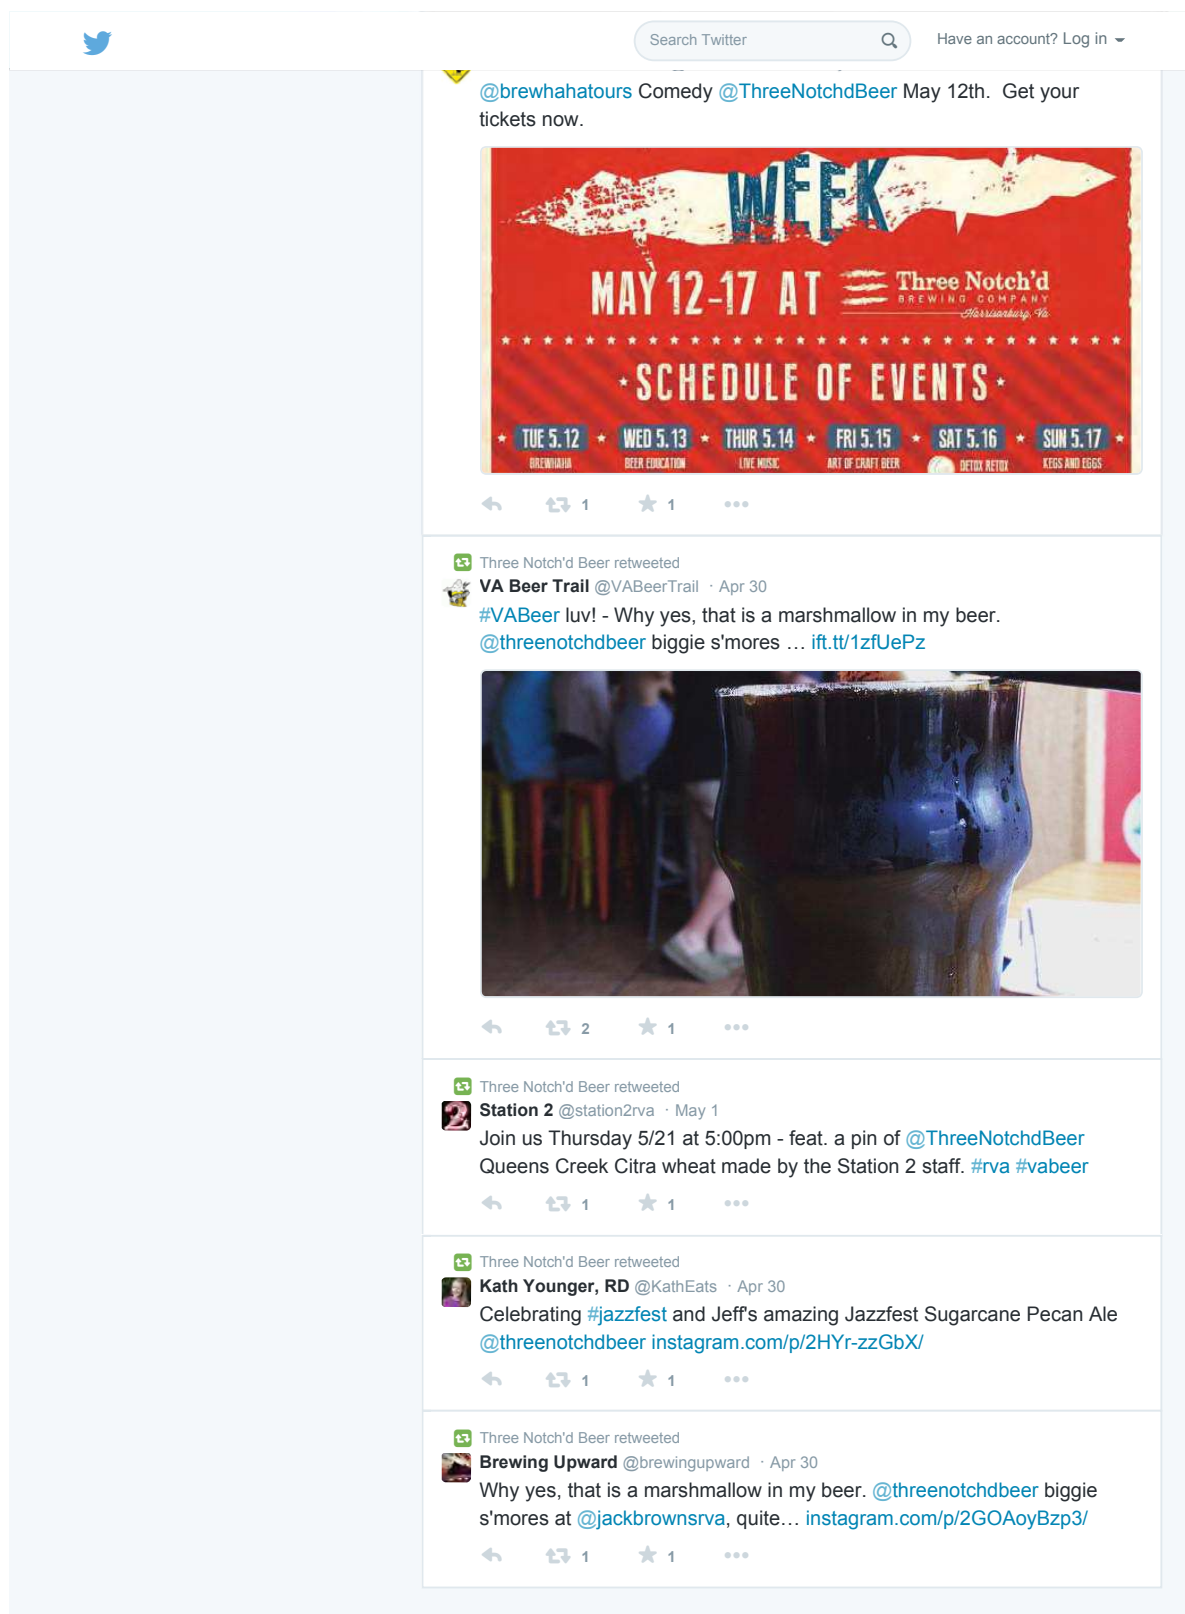 Search Twitter
Have an account? Log in
@brewhahatours Comedy @ThreeNotchdBeer May 12th.  Get your
tickets now.
WEEK
MAY 12-17 AT
Three Notch'd
BREWING COMPANY
Harrisonburg, Va
SCHEDULE OF EVENTS
TUE 5.12 WED 5.13 THUR 5.14 FRI 5.15 SAT 5.16 SUN 5.17
BREWHAHA BEER EDUCATION LIVE MUSIC ART OF CRAFT BEER DETOX RETOX KEGS AND EGGS
1 1
Three Notch'd Beer retweeted
VA Beer Trail @VABeerTrail · Apr 30
#VABeer luv! - Why yes, that is a marshmallow in my beer.
@threenotchdbeer biggie s'mores … ift.tt/1zfUePz
2 1
Three Notch'd Beer retweeted
Station 2 @station2rva · May 1
Join us Thursday 5/21 at 5:00pm - feat. a pin of @ThreeNotchdBeer
Queens Creek Citra wheat made by the Station 2 staff. #rva #vabeer
1 1
Three Notch'd Beer retweeted
Kath Younger, RD @KathEats · Apr 30
Celebrating #jazzfest and Jeff's amazing Jazzfest Sugarcane Pecan Ale
@threenotchdbeer instagram.com/p/2HYr-zzGbX/
1 1
Three Notch'd Beer retweeted
Brewing Upward @brewingupward · Apr 30
Why yes, that is a marshmallow in my beer. @threenotchdbeer biggie
s'mores at @jackbrownsrva, quite… instagram.com/p/2GOAoyBzp3/
1 1